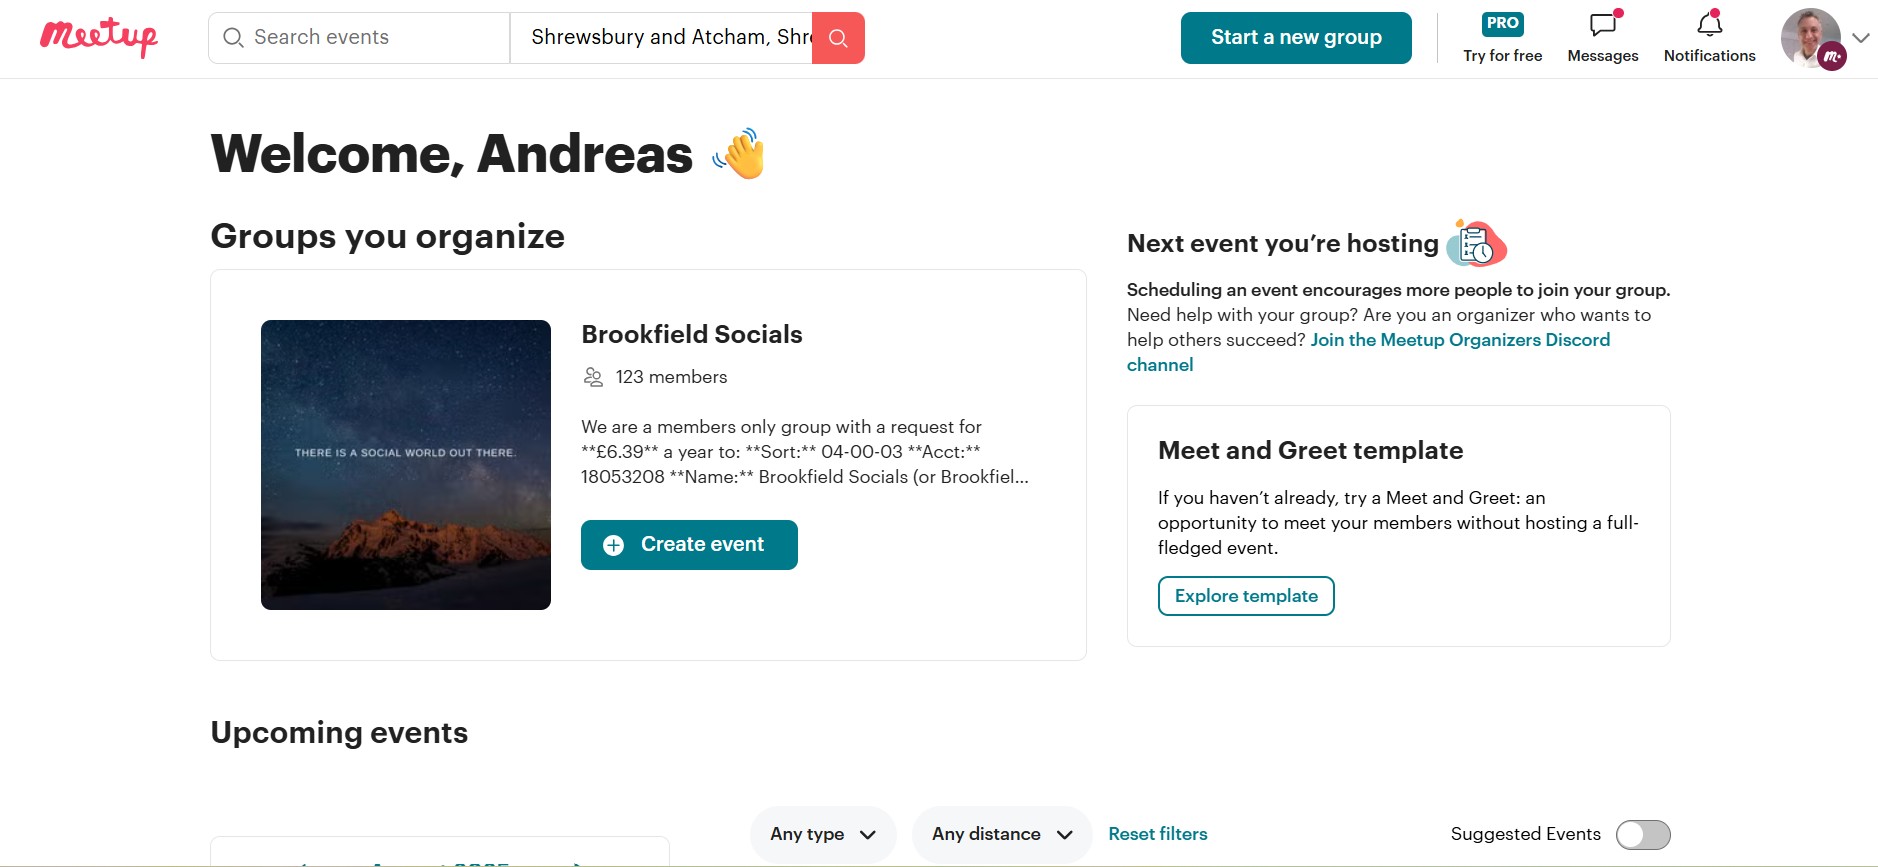 meetup
Search events
Shrewsbury and Atcham, Shr
Start a new group
PRO
Try for free
Messages
Notifications
Welcome, Andreas
Groups you organize
THERE IS A SOCIAL WORLD OUT THERE.
Brookfield Socials
123 members
We are a members only group with a request for
**£6.39** a year to: **Sort:** 04-00-03 **Acct:**
18053208 **Name:** Brookfield Socials (or Brookfiel...
Create event
Next event you’re hosting
Scheduling an event encourages more people to join your group.
Need help with your group? Are you an organizer who wants to
help others succeed? Join the Meetup Organizers Discord
channel
Meet and Greet template
If you haven’t already, try a Meet and Greet: an
opportunity to meet your members without hosting a full-
fledged event.
Explore template
Upcoming events
Any type
Any distance
Reset filters
Suggested Events